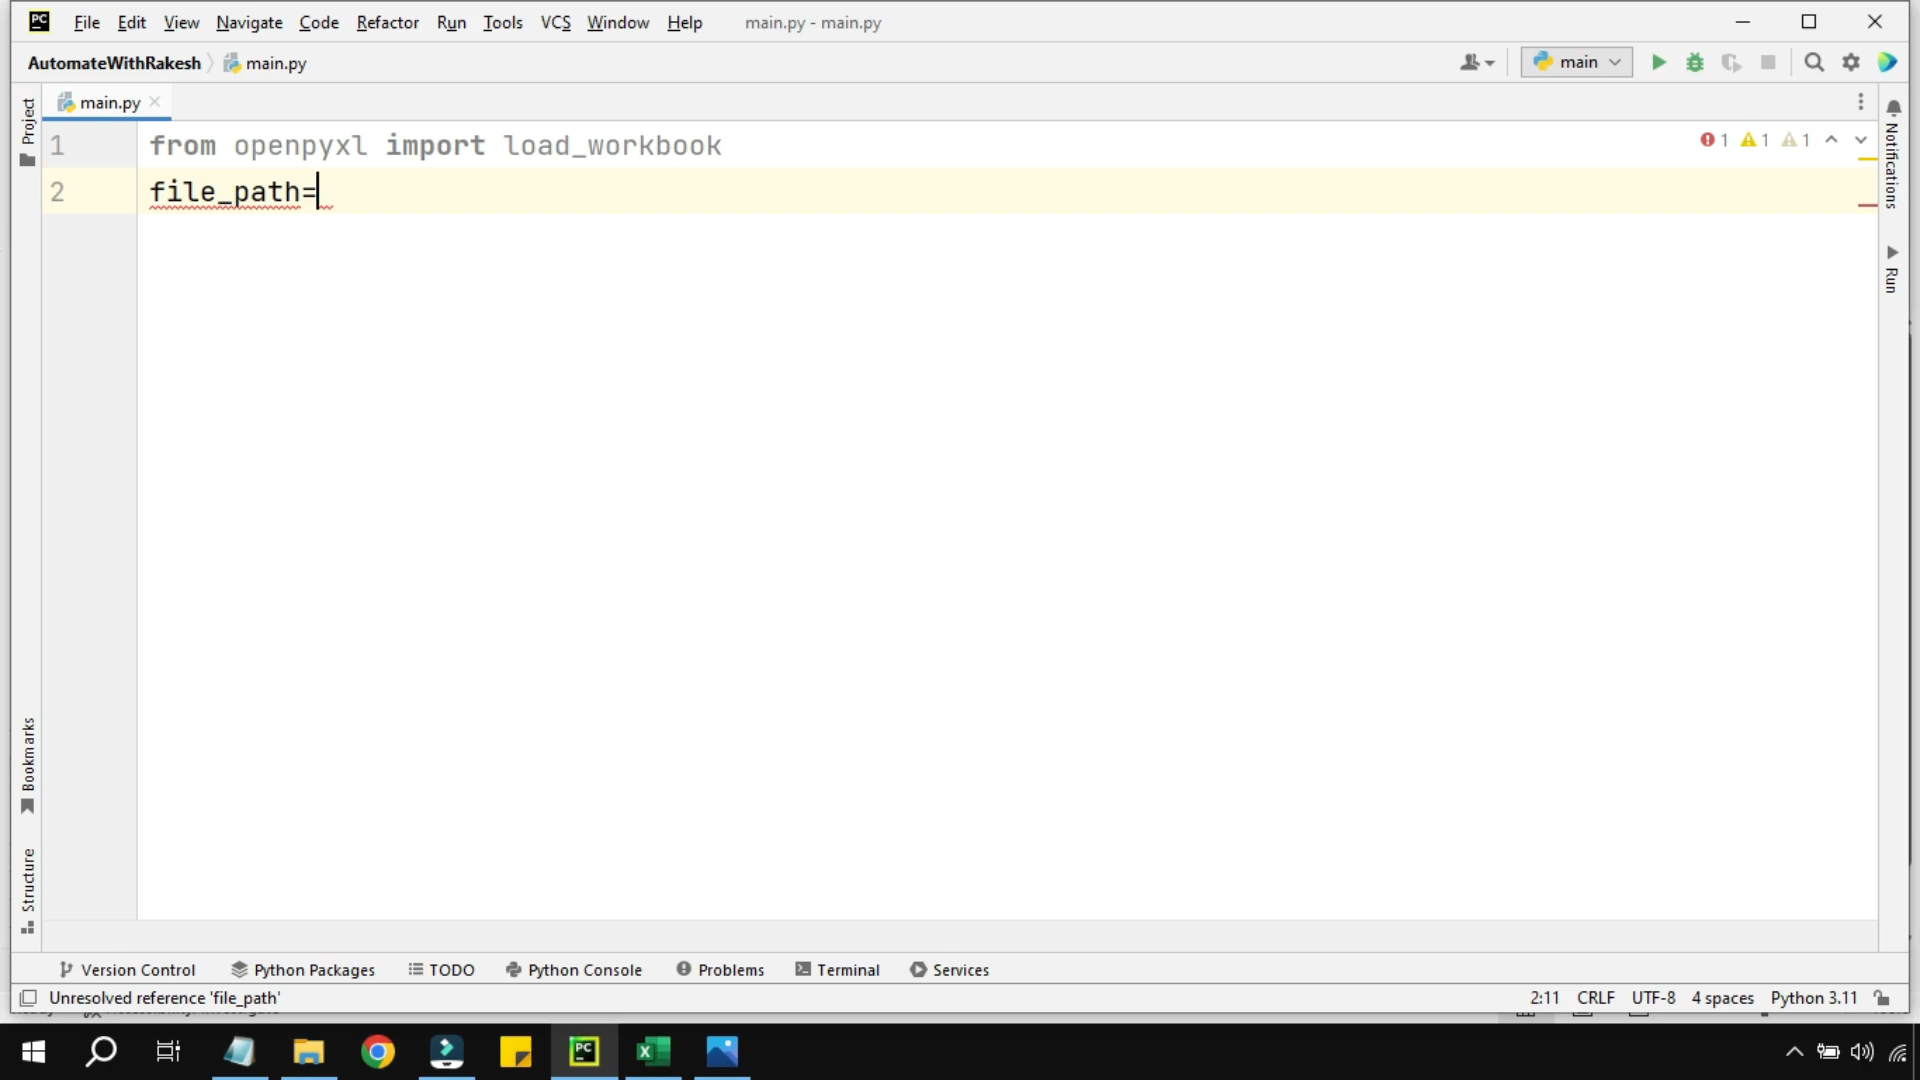 PC File Edit View Navigate Code Refactor Run Tools VCS Window Help main.py - main.py
AutomateWithRakesh main.py main
Project main.py Notifications
1 from openpyxl import load_workbook 1 1 1
2 file_path=
Run
Bookmarks
Structure
Version Control Python Packages TODO Python Console Problems Terminal Services
Unresolved reference 'file_path' 2:11 CRLF UTF-8 4 spaces Python 3.11
PC X